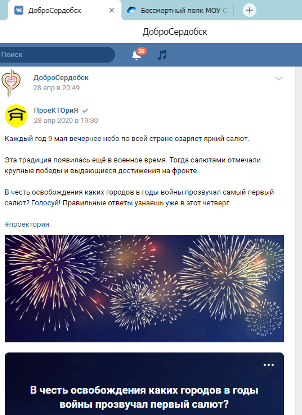 ДоброСердобск
Бессмертный полк МОУ С
ДоброСердобск
Поиск
28
ДоброСердобск
28 апр в 20:49
ПроеКТОриЯ
28 апр 2020 в 19:30
Каждый год 9 мая вечернее небо по всей стране озаряет яркий салют.
Эта традиция появилась ещё в военное время. Тогда салютами отмечали
крупные победы и выдающиеся достижения на фронте.
В честь освобождения каких городов в годы войны прозвучал самый первый
салют? Голосуй! Правильные ответы узнаешь уже в этот четверг.
#проектория
В честь освобождения каких городов в годы
войны прозвучал первый салют?